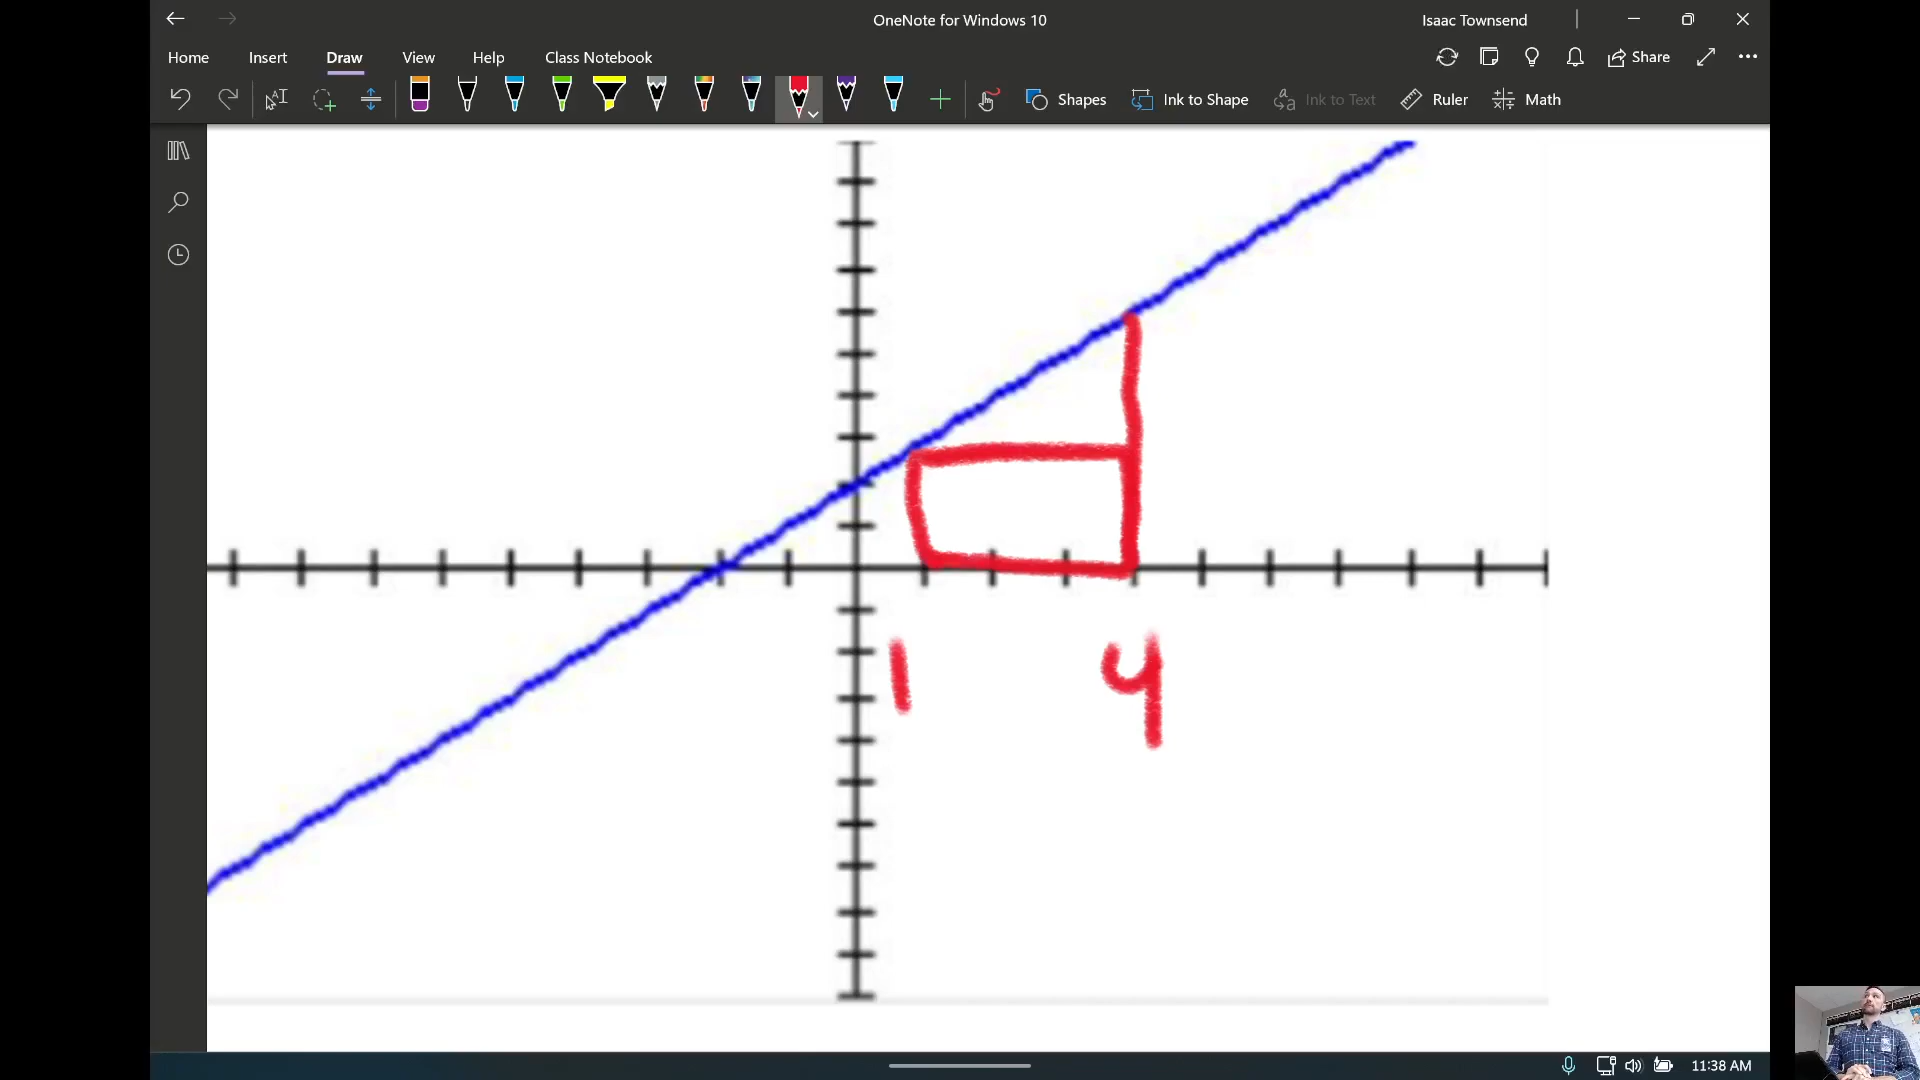 OneNote for Windows 10
Isaac Townsend
Home Insert Draw View Help Class Notebook
Share
Shapes Ink to Shape Ink to Text Ruler Math
1 4
11:38 AM